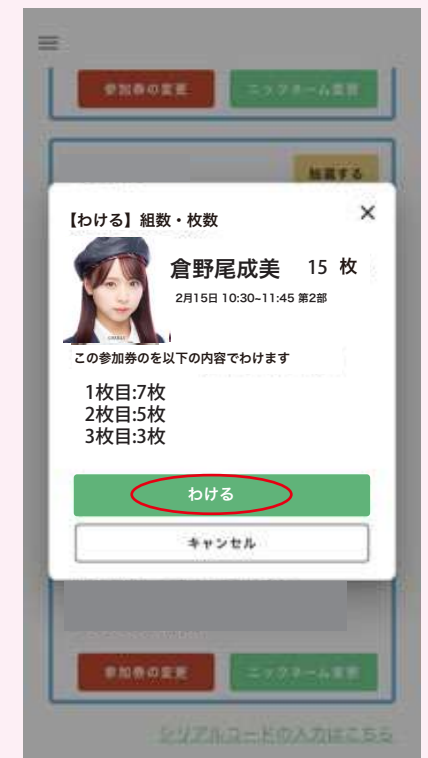 参加券の変更 ニックネーム変更
抽選する
【わける】組数・枚数 ×
倉野尾成美 15 枚
2月15日 10:30~11:45 第2部
この参加券のを以下の内容でわけます
1枚目:7枚
2枚目:5枚
3枚目:3枚
わける
キャンセル
参加券の変更 ニックネーム変更
シリアルコードの入力はこちら